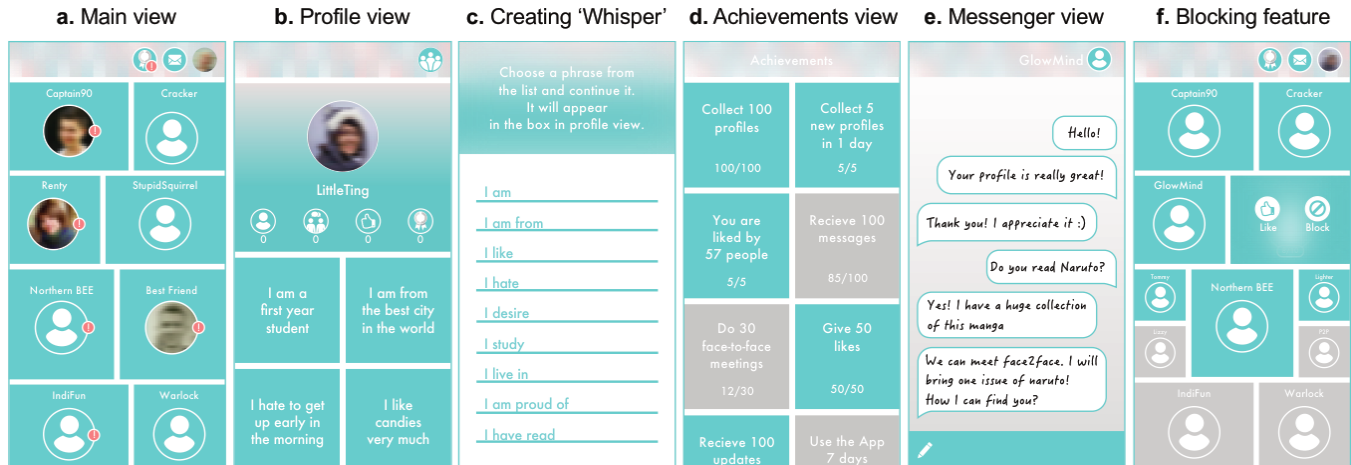 a. Main view
b. Profile view
c. Creating ‘Whisper’
d. Achievements view
e. Messenger view
f. Blocking feature
Captain90
Cracker
Renty
StupidSquirrel
Northern BEE
Best Friend
IndiFun
Warlock
LittleTing
0
0
0
0
I am a
first year
student
I am from
the best city
in the world
I hate to get
up early in
the morning
I like
candies
very much
Choose a phrase from
the list and continue it.
It will appear
in the box in profile view.
I am
I am from
I like
I hate
I desire
I study
I live in
I am proud of
I have read
Achievements
Collect 100
profiles
100/100
Collect 5
new profiles
in 1 day
5/5
You are
liked by
57 people
5/5
Recieve 100
messages
85/100
Do 30
face-to-face
meetings
12/30
Give 50
likes
50/50
Recieve 100
updates
Use the App
7 days
GlowMind
Hello!
Your profile is really great!
Thank you! I appreciate it :)
Do you read Naruto?
Yes! I have a huge collection
of this manga
We can meet face2face. I will
bring one issue of naruto!
How I can find you?
Captain90
Cracker
GlowMind
Like
Block
Northern BEE
Lighter
IndiFun
Warlock